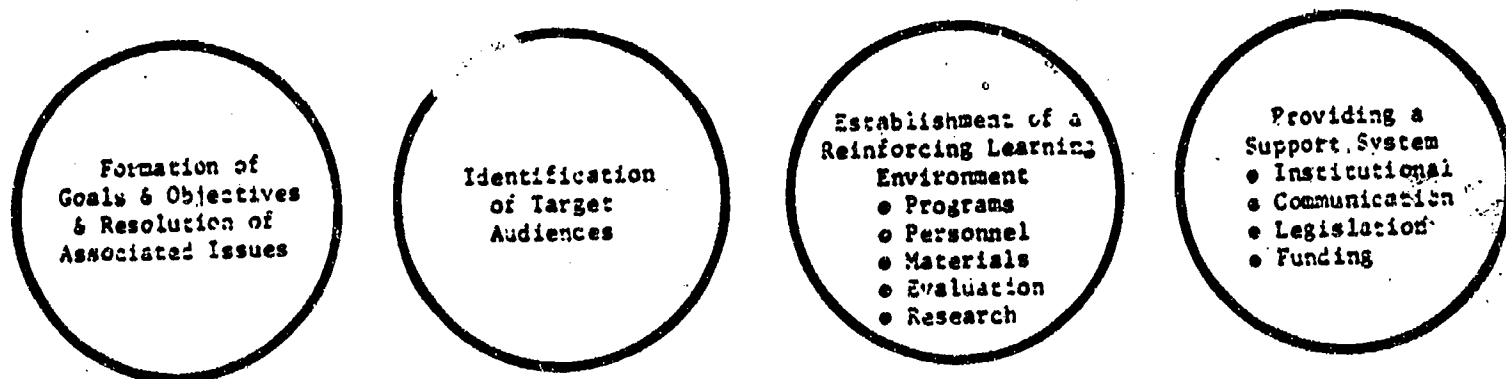 Formation of
Goals & Objectives
& Resolution of
Associated Issues
Identification
of Target
Audiences
Establishment of a
Reinforcing Learning
Environment
• Programs
• Personnel
• Materials
• Evaluation
• Research
Providing a
Support System
• Institutional
• Communication
• Legislation
• Funding